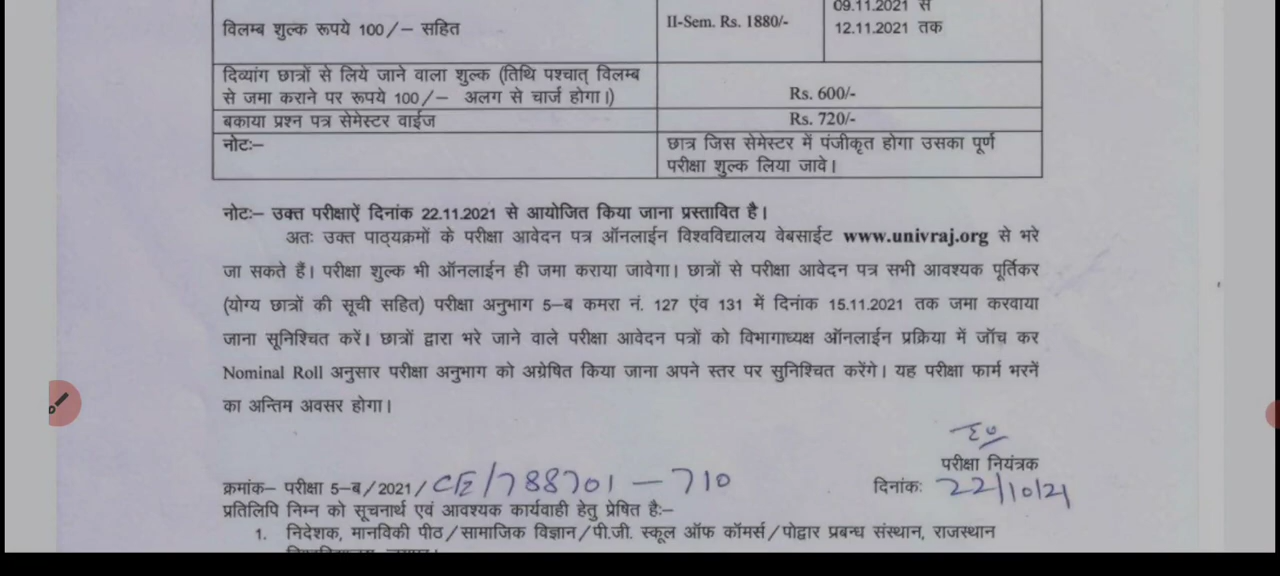 09.11.2021 से
विलम्ब शुल्क रूपये 100/– सहित
II-Sem. Rs. 1880/-
12.11.2021 तक
दिव्यांग छात्रों से लिये जाने वाला शुल्क (तिथि पश्चात् विलम्ब
से जमा कराने पर रूपये 100/– अलग से चार्ज होगा।)
Rs. 600/-
बकाया प्रश्न पत्र सेमेस्टर वाईज
Rs. 720/-
नोटः–
छात्र जिस सेमेस्टर में पंजीकृत होगा उसका पूर्ण
परीक्षा शुल्क लिया जावे।
नोटः– उक्त परीक्षाऐं दिनांक 22.11.2021 से आयोजित किया जाना प्रस्तावित है।
अतः उक्त पाठ्यक्रमों के परीक्षा आवेदन पत्र ऑनलाईन विश्वविद्यालय वेबसाईट www.univraj.org से भरे
जा सकते हैं। परीक्षा शुल्क भी ऑनलाईन ही जमा कराया जावेगा। छात्रों से परीक्षा आवेदन पत्र सभी आवश्यक पूर्तिकर
(योग्य छात्रों की सूची सहित) परीक्षा अनुभाग 5–ब कमरा नं. 127 एंव 131 में दिनांक 15.11.2021 तक जमा करवाया
जाना सूनिश्चित करें। छात्रों द्वारा भरे जाने वाले परीक्षा आवेदन पत्रों को विभागाध्यक्ष ऑनलाईन प्रक्रिया में जॉच कर
Nominal Roll अनुसार परीक्षा अनुभाग को अग्रेषित किया जाना अपने स्तर पर सुनिश्चित करेंगे। यह परीक्षा फार्म भरनें
का अन्तिम अवसर होगा।
परीक्षा नियंत्रक
क्रमांक– परीक्षा 5–ब/2021/CE/788701–710
दिनांकः 22/10/21
प्रतिलिपि निम्न को सूचनार्थ एवं आवश्यक कार्यवाही हेतु प्रेषित हैः–
1. निदेशक, मानविकी पीठ/सामाजिक विज्ञान/पी.जी. स्कूल ऑफ कॉमर्स/पोद्वार प्रबन्ध संस्थान, राजस्थान